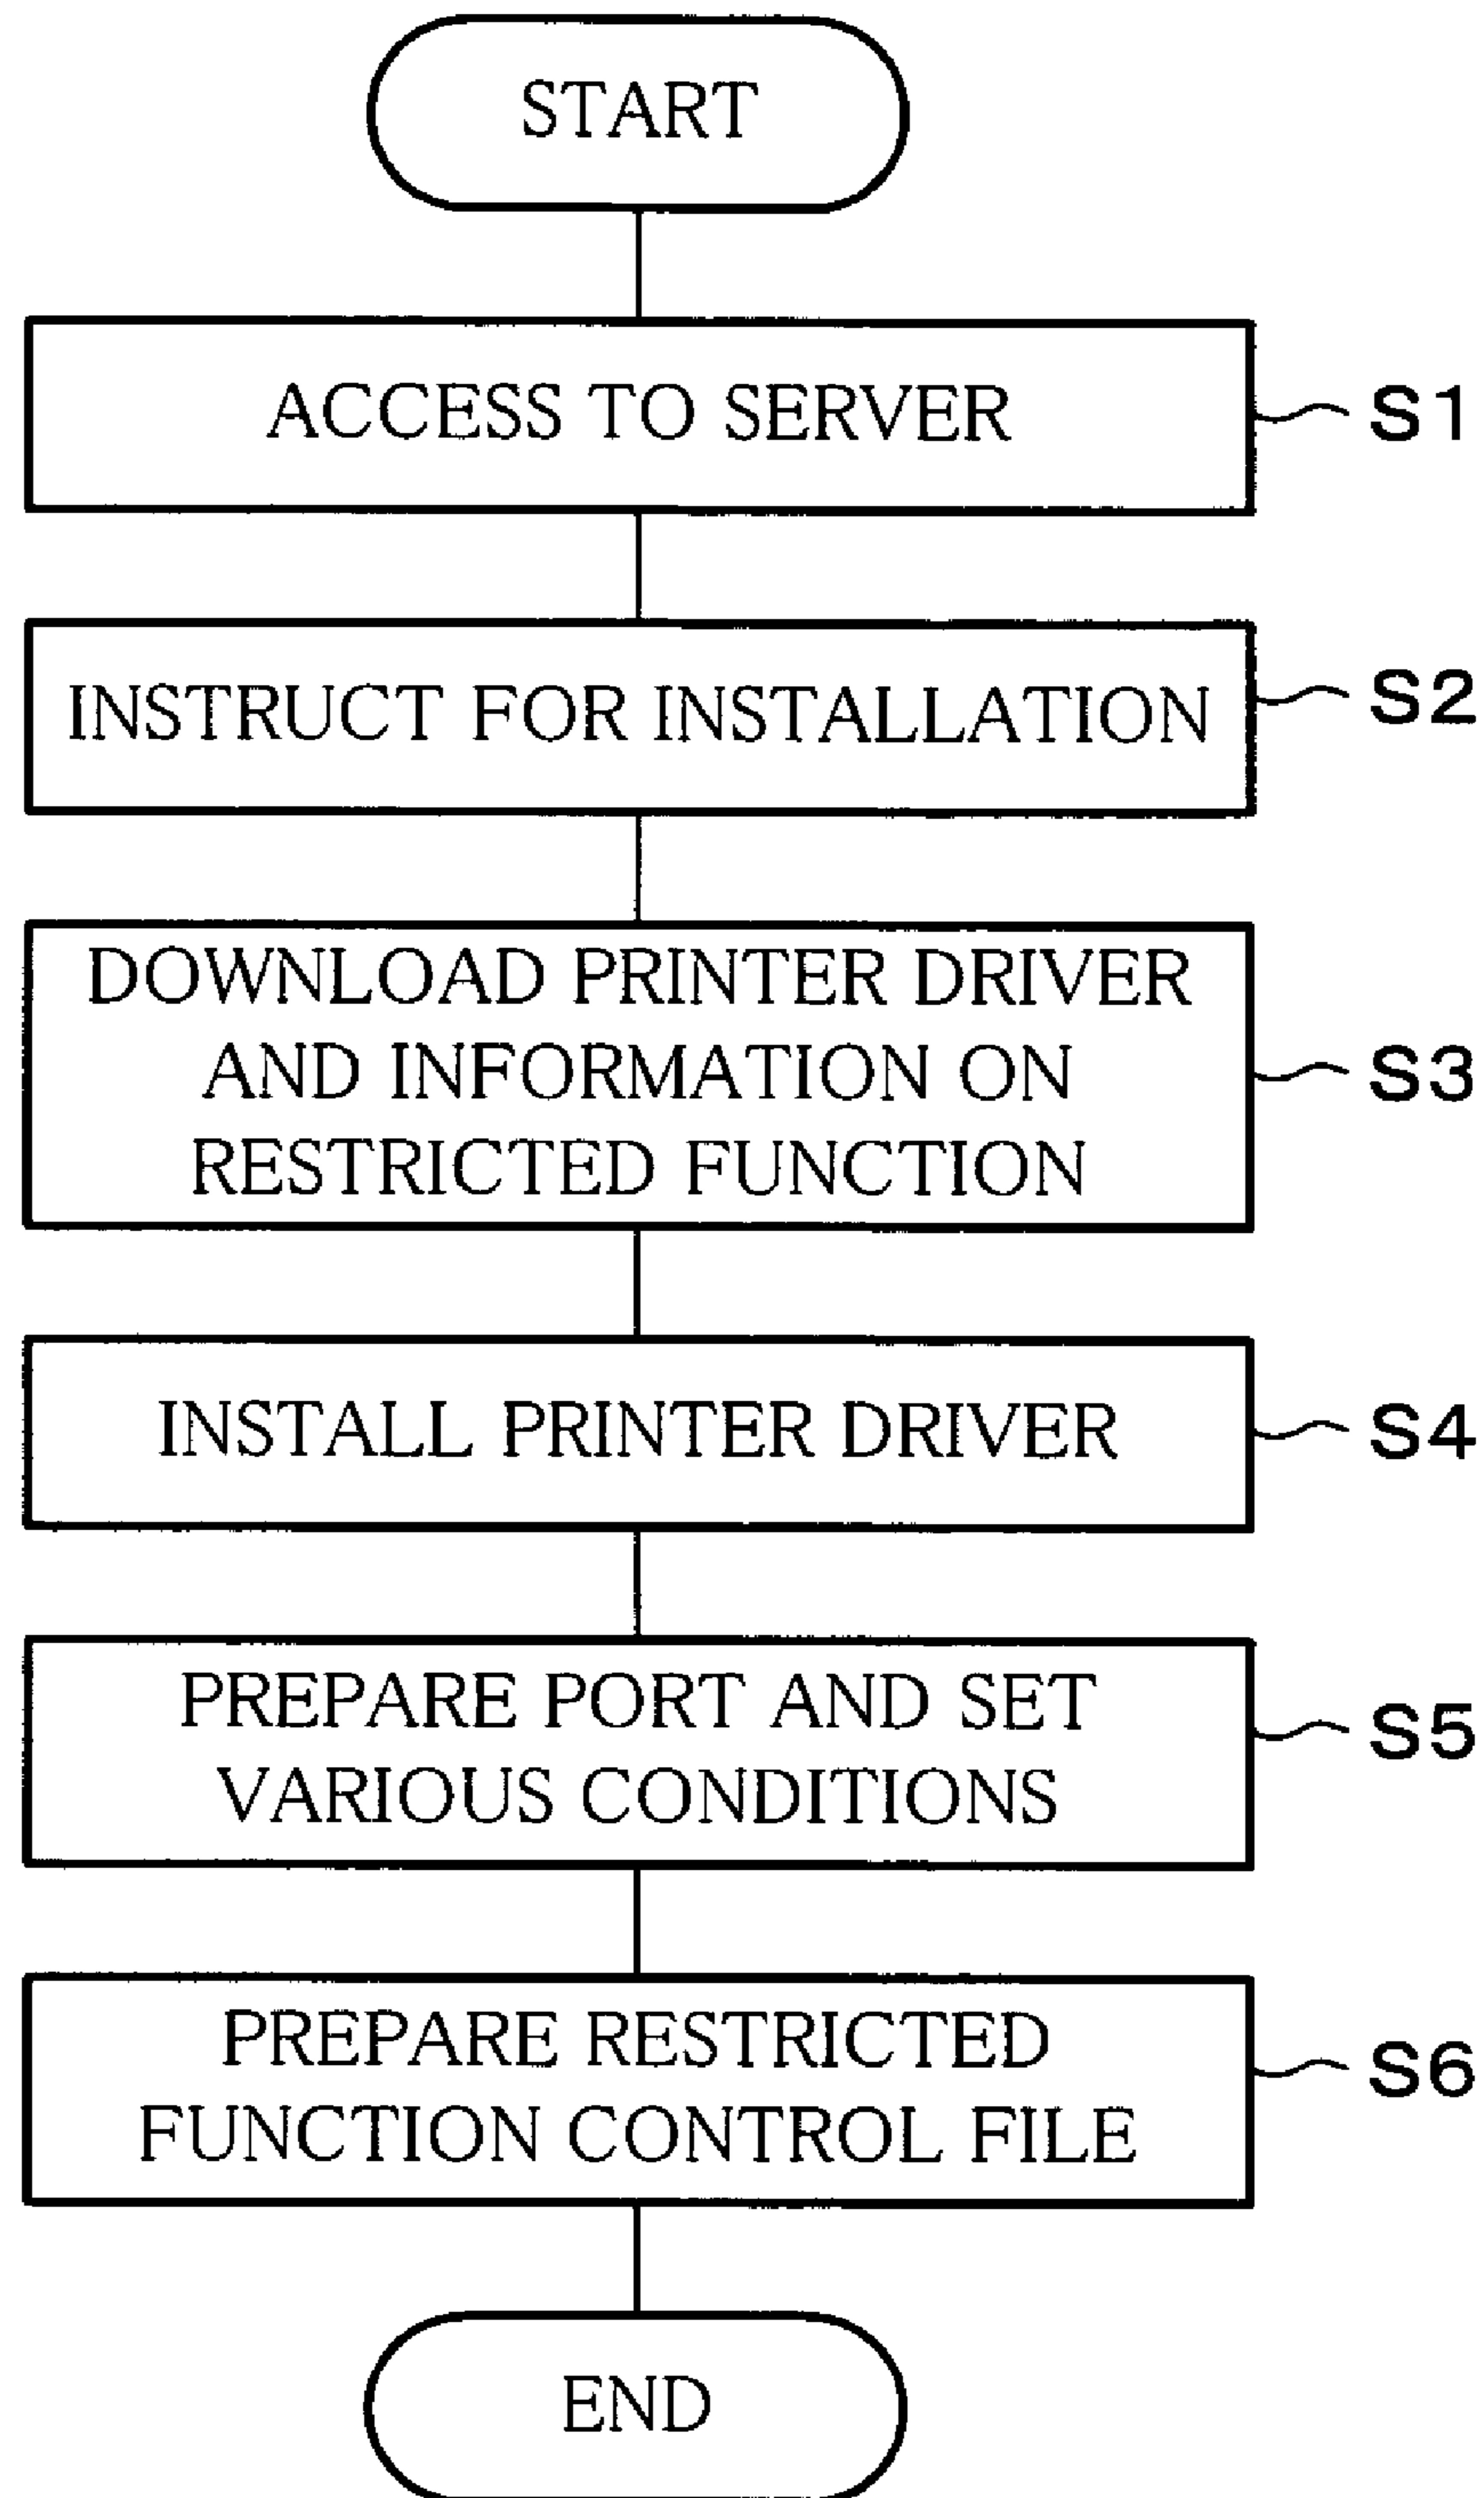 START
ACCESS TO SERVER
S1
INSTRUCT FOR INSTALLATION
S2
DOWNLOAD PRINTER DRIVER
AND INFORMATION ON
RESTRICTED FUNCTION
S3
INSTALL PRINTER DRIVER
S4
PREPARE PORT AND SET
VARIOUS CONDITIONS
S5
PREPARE RESTRICTED
FUNCTION CONTROL FILE
S6
END